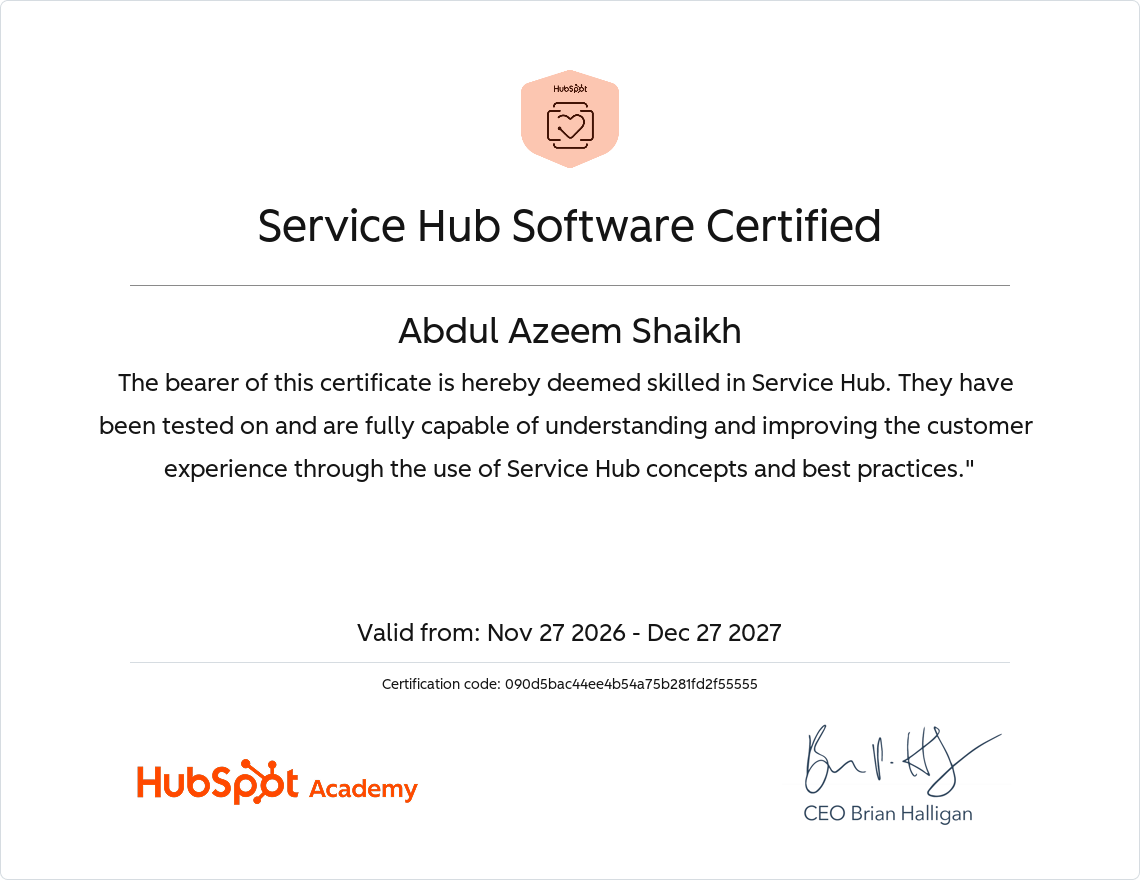 HubSpot
Service Hub Software Certified
Abdul Azeem Shaikh
The bearer of this certificate is hereby deemed skilled in Service Hub. They have
been tested on and are fully capable of understanding and improving the customer
experience through the use of Service Hub concepts and best practices."
Valid from: Nov 27 2026 - Dec 27 2027
Certification code: 090d5bac44ee4b54a75b281fd2f55555
HubSpot Academy
CEO Brian Halligan